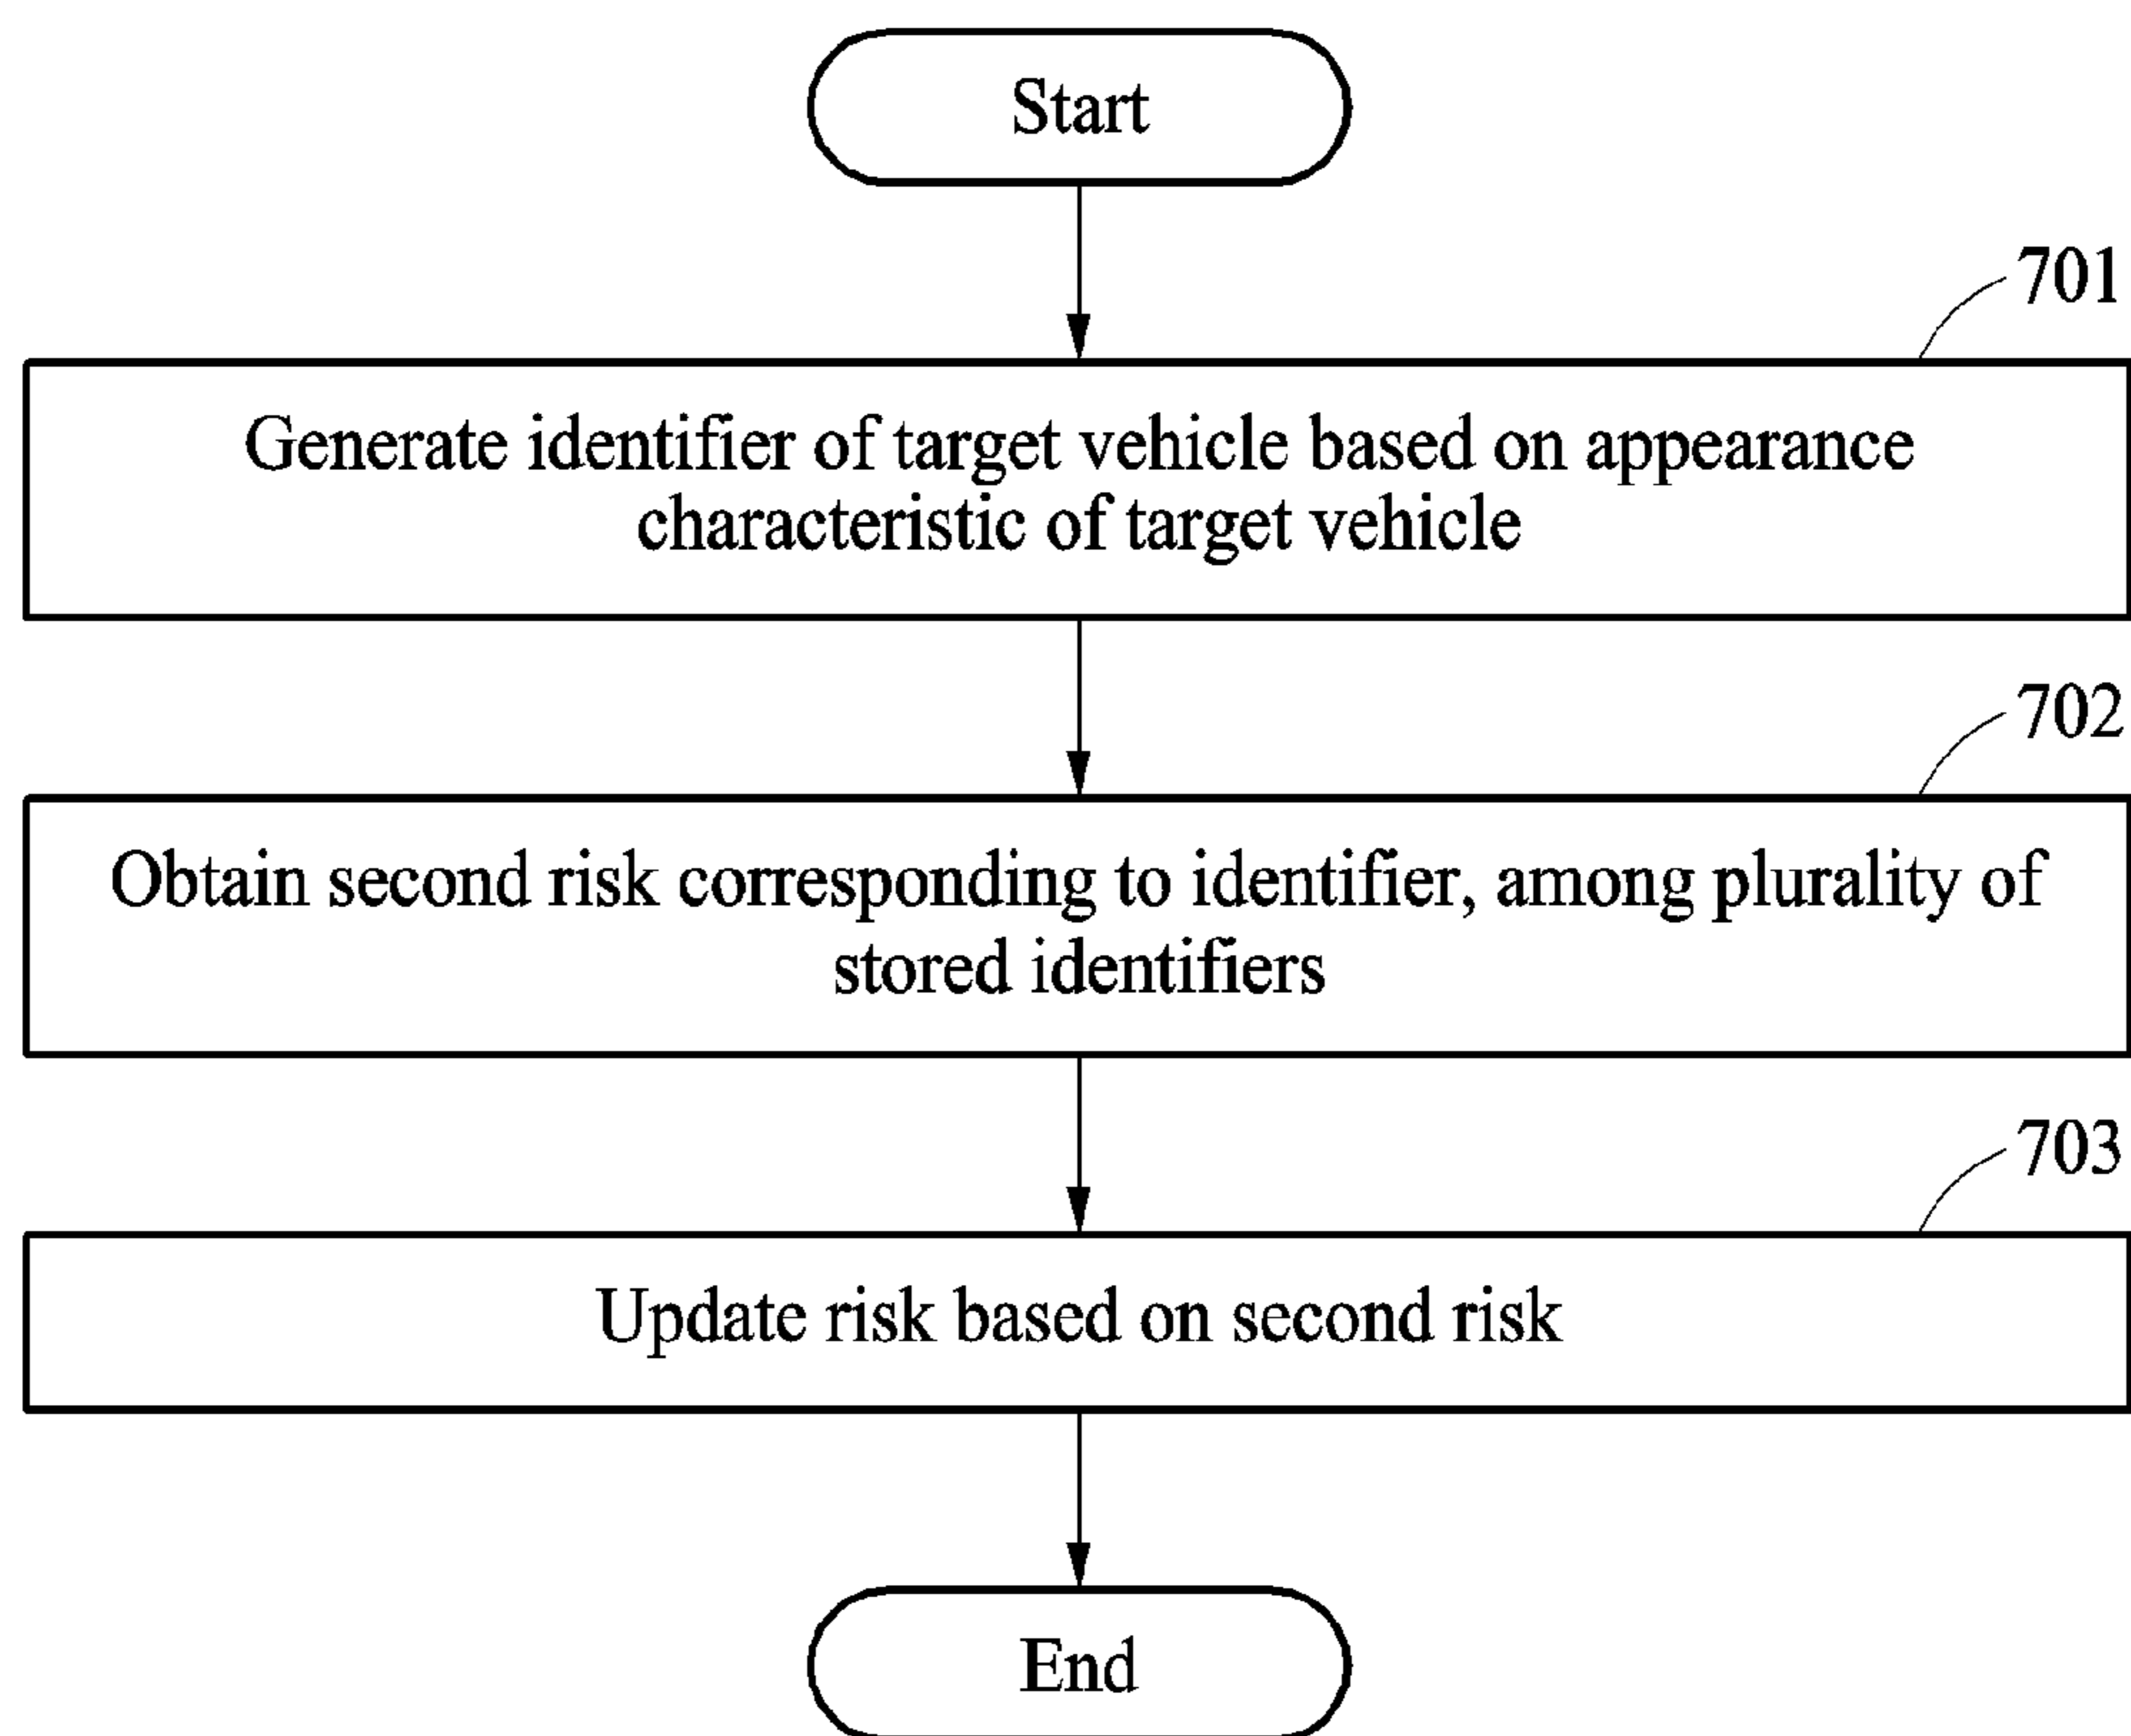 Start
701
Generate identifier of target vehicle based on appearance
characteristic of target vehicle
702
Obtain second risk corresponding to identifier, among plurality of
stored identifiers
703
Update risk based on second risk
End